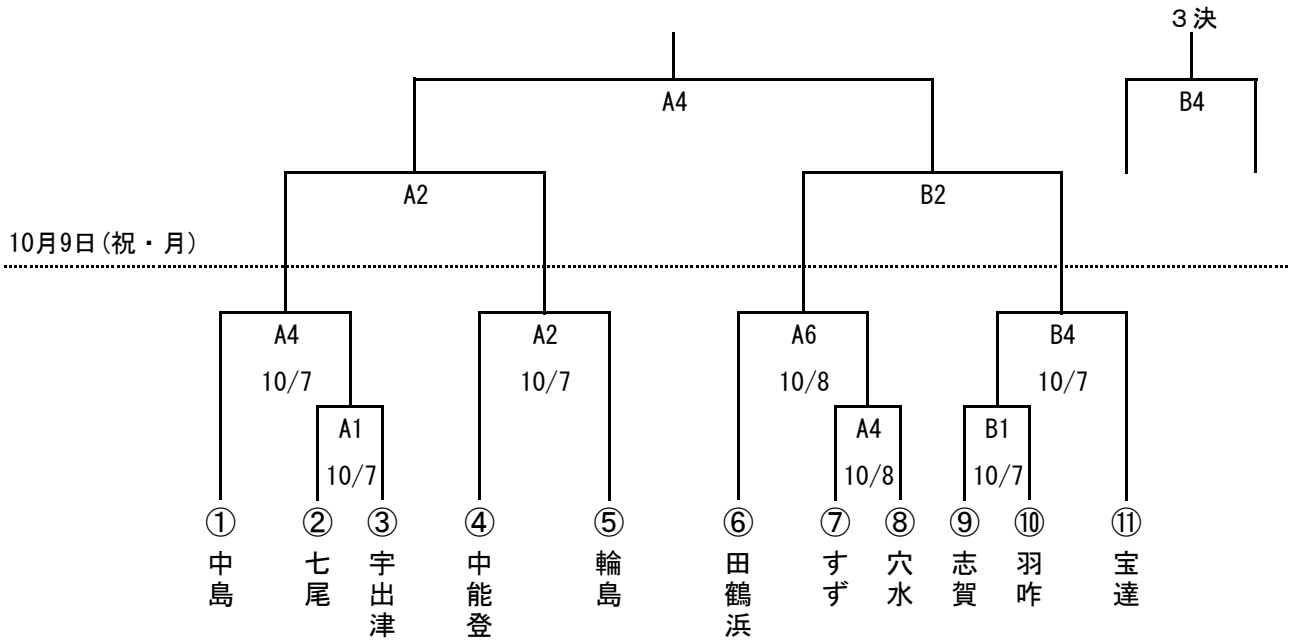 3決
A4
B4
A2
B2
10月9日(祝・月)
A4
A2
A6
B4
10/7
10/7
10/8
10/7
A1
A4
B1
10/7
10/8
10/7
①
②
③
④
⑤
⑥
⑦
⑧
⑨
⑩
⑪
中島
七尾
宇出津
中能登
輪島
田鶴浜
すず
穴水
志賀
羽咋
宝達